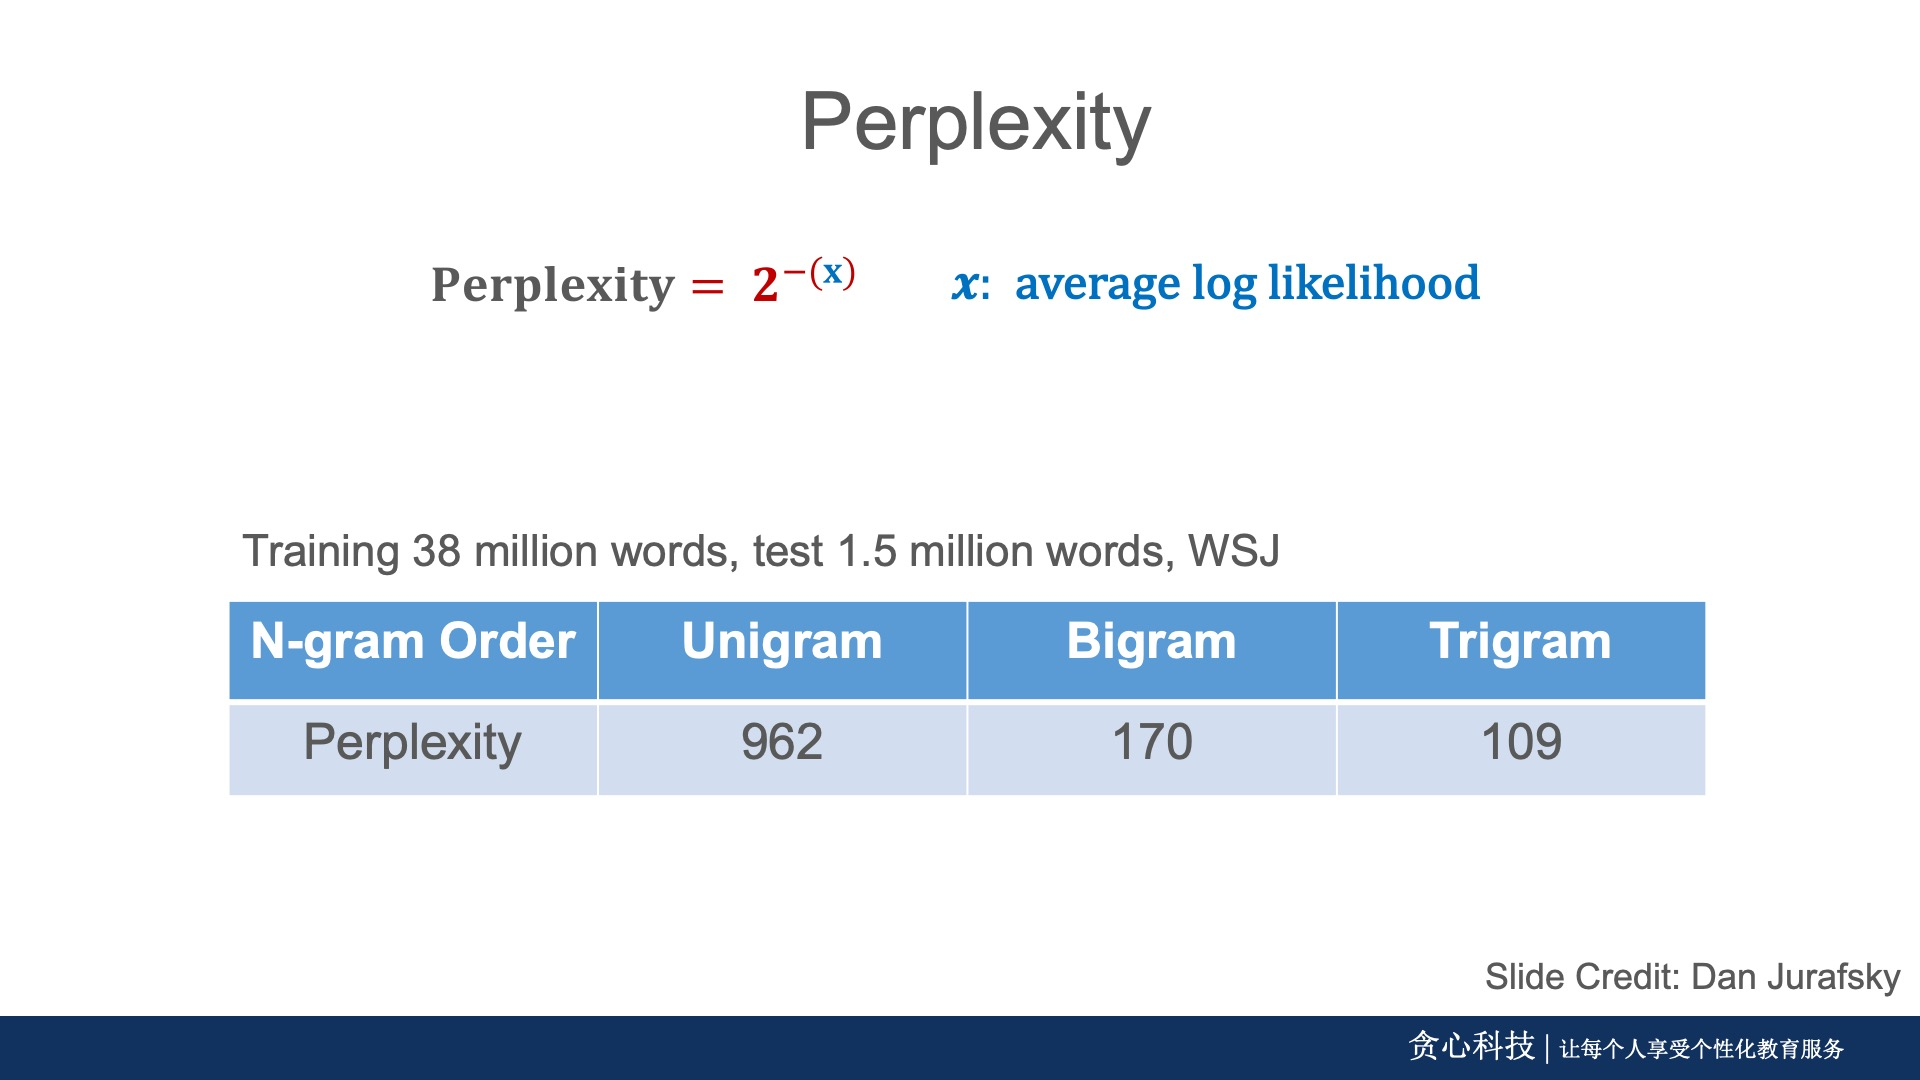 Perplexity
Perplexity = 2^−(x) x: average log likelihood
Training 38 million words, test 1.5 million words, WSJ
N-gram Order Unigram Bigram Trigram
Perplexity 962 170 109
Slide Credit: Dan Jurafsky
贪心科技 | 让每个人享受个性化教育服务